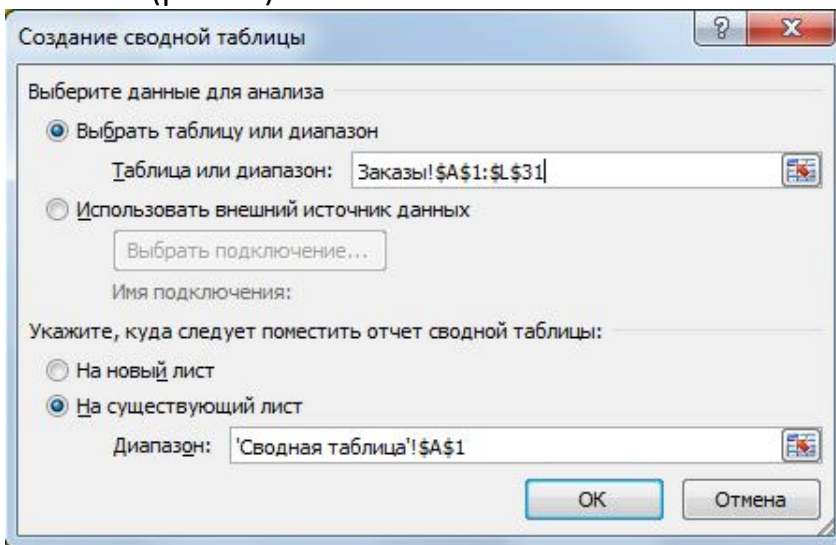 Создание сводной таблицы
Выберите данные для анализа
Выбрать таблицу или диапазон
Таблица или диапазон: Заказы!$A$1:$L$31
Использовать внешний источник данных
Выбрать подключение...
Имя подключения:
Укажите, куда следует поместить отчет сводной таблицы:
На новый лист
На существующий лист
Диапазон: 'Сводная таблица'!$A$1
ОК Отмена